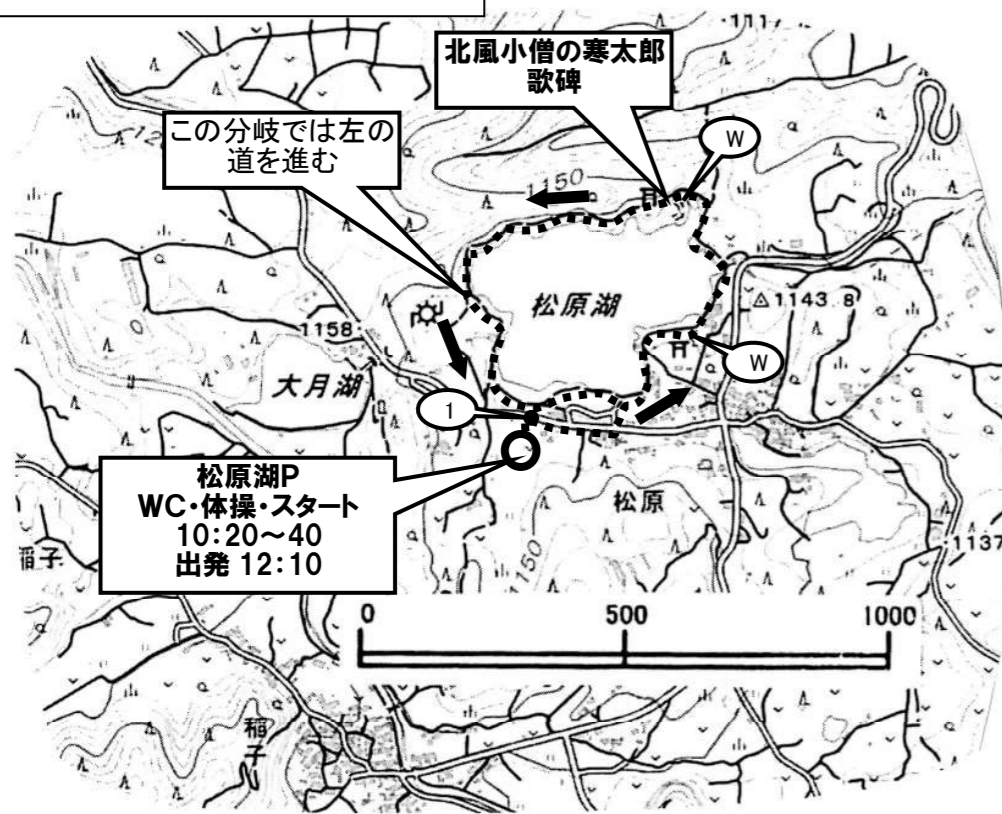 111
北風小僧の寒太郎
歌碑
この分岐では左の
道を進む
W
1150
松原湖
1143.8
1158
大月湖
W
1
松原湖P
WC・体操・スタート
10:20～40
出発 12:10
松原
稲子
1150
1137
0
500
1000
稲子